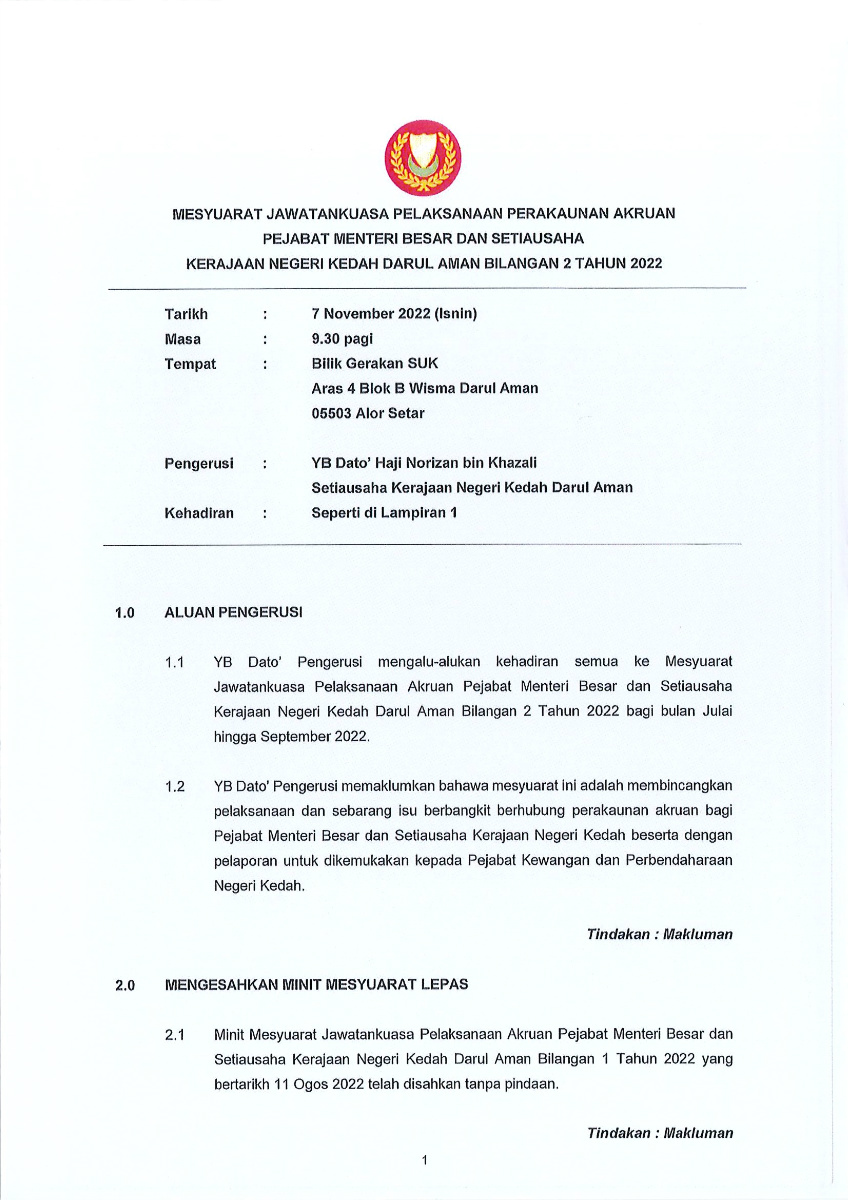 MESYUARAT JAWATANKUASA PELAKSANAAN PERAKAUNAN AKRUAN
PEJABAT MENTERI BESAR DAN SETIAUSAHA
KERAJAAN NEGERI KEDAH DARUL AMAN BILANGAN 2 TAHUN 2022
Tarikh : 7 November 2022 (Isnin)
Masa : 9.30 pagi
Tempat : Bilik Gerakan SUK
Aras 4 Blok B Wisma Darul Aman
05503 Alor Setar
Pengerusi : YB Dato' Haji Norizan bin Khazali
Setiausaha Kerajaan Negeri Kedah Darul Aman
Kehadiran : Seperti di Lampiran 1
1.0 ALUAN PENGERUSI
1.1 YB Dato' Pengerusi mengalu-alukan kehadiran semua ke Mesyuarat
Jawatankuasa Pelaksanaan Akruan Pejabat Menteri Besar dan Setiausaha
Kerajaan Negeri Kedah Darul Aman Bilangan 2 Tahun 2022 bagi bulan Julai
hingga September 2022.
1.2 YB Dato' Pengerusi memaklumkan bahawa mesyuarat ini adalah membincangkan
pelaksanaan dan sebarang isu berbangkit berhubung perakaunan akruan bagi
Pejabat Menteri Besar dan Setiausaha Kerajaan Negeri Kedah beserta dengan
pelaporan untuk dikemukakan kepada Pejabat Kewangan dan Perbendaharaan
Negeri Kedah.
Tindakan : Makluman
2.0 MENGESAHKAN MINIT MESYUARAT LEPAS
2.1 Minit Mesyuarat Jawatankuasa Pelaksanaan Akruan Pejabat Menteri Besar dan
Setiausaha Kerajaan Negeri Kedah Darul Aman Bilangan 1 Tahun 2022 yang
bertarikh 11 Ogos 2022 telah disahkan tanpa pindaan.
Tindakan : Makluman
1